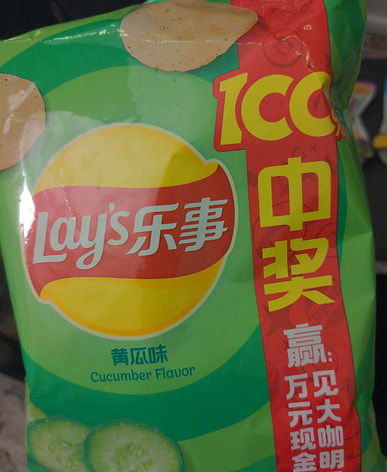 Lay's乐事
黄瓜味
Cucumber Flavor
100%
中奖
赢:
见大咖明
万元现金